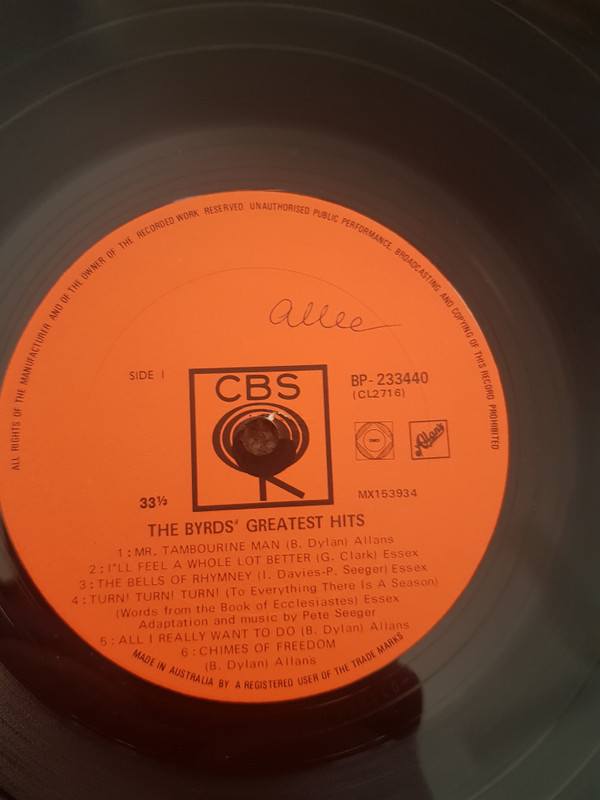 ALL RIGHTS OF THE MANUFACTURER AND OF THE OWNER OF THE RECORDED WORK RESERVED. UNAUTHORISED PUBLIC PERFORMANCE, BROADCASTING AND COPYING OF THIS RECORD PROHIBITED
SIDE 1
CBS
BP-233440
(CL2716)
Allans
33⅓
MX153934
THE BYRDS' GREATEST HITS
1: MR. TAMBOURINE MAN (B. Dylan) Allans
2: I'LL FEEL A WHOLE LOT BETTER (G. Clark) Essex
3: THE BELLS OF RHYMNEY (I. Davies-P. Seeger) Essex
4: TURN! TURN! TURN! (To Everything There Is A Season)
(Words from the Book of Ecclesiastes) Essex
Adaptation and music by Pete Seeger
5: ALL I REALLY WANT TO DO (B. Dylan) Allans
6: CHIMES OF FREEDOM
(B. Dylan) Allans
MADE IN AUSTRALIA BY A REGISTERED USER OF THE TRADE MARKS